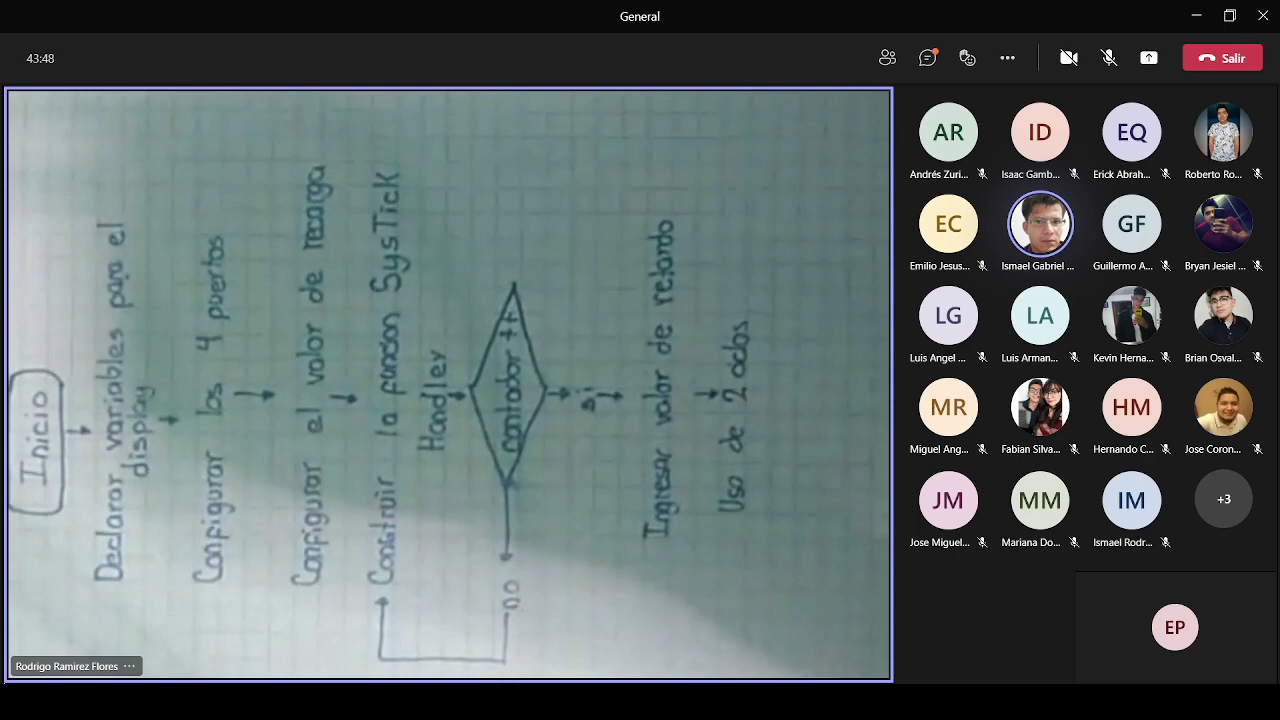 General
43:48
Salir
Inicio
Declarar variables para el
display
Configurar los 4 puertos
Configurar el valor de recarga
Construir la funcion SysTick
Handler
contador ++
si
no
Ingresar valor de retardo
Uso de 2 
Rodrigo Ramirez Flores
AR
ID
EQ
Andrés Zuri...
Isaac Gamb...
Erick Abrah...
Roberto Ro...
EC
GF
Emilio Jesus...
Ismael Gabriel ...
Guillermo A...
Bryan Jesiel ...
LG
LA
Luis Angel ...
Luis Arman...
Kevin Herna...
Brian Osval...
MR
HM
Miguel Ang...
Fabian Silva...
Hernando C...
Jose Coron...
JM
MM
IM
+3
Jose Miguel...
Mariana Do...
Ismael Rodr...
EP